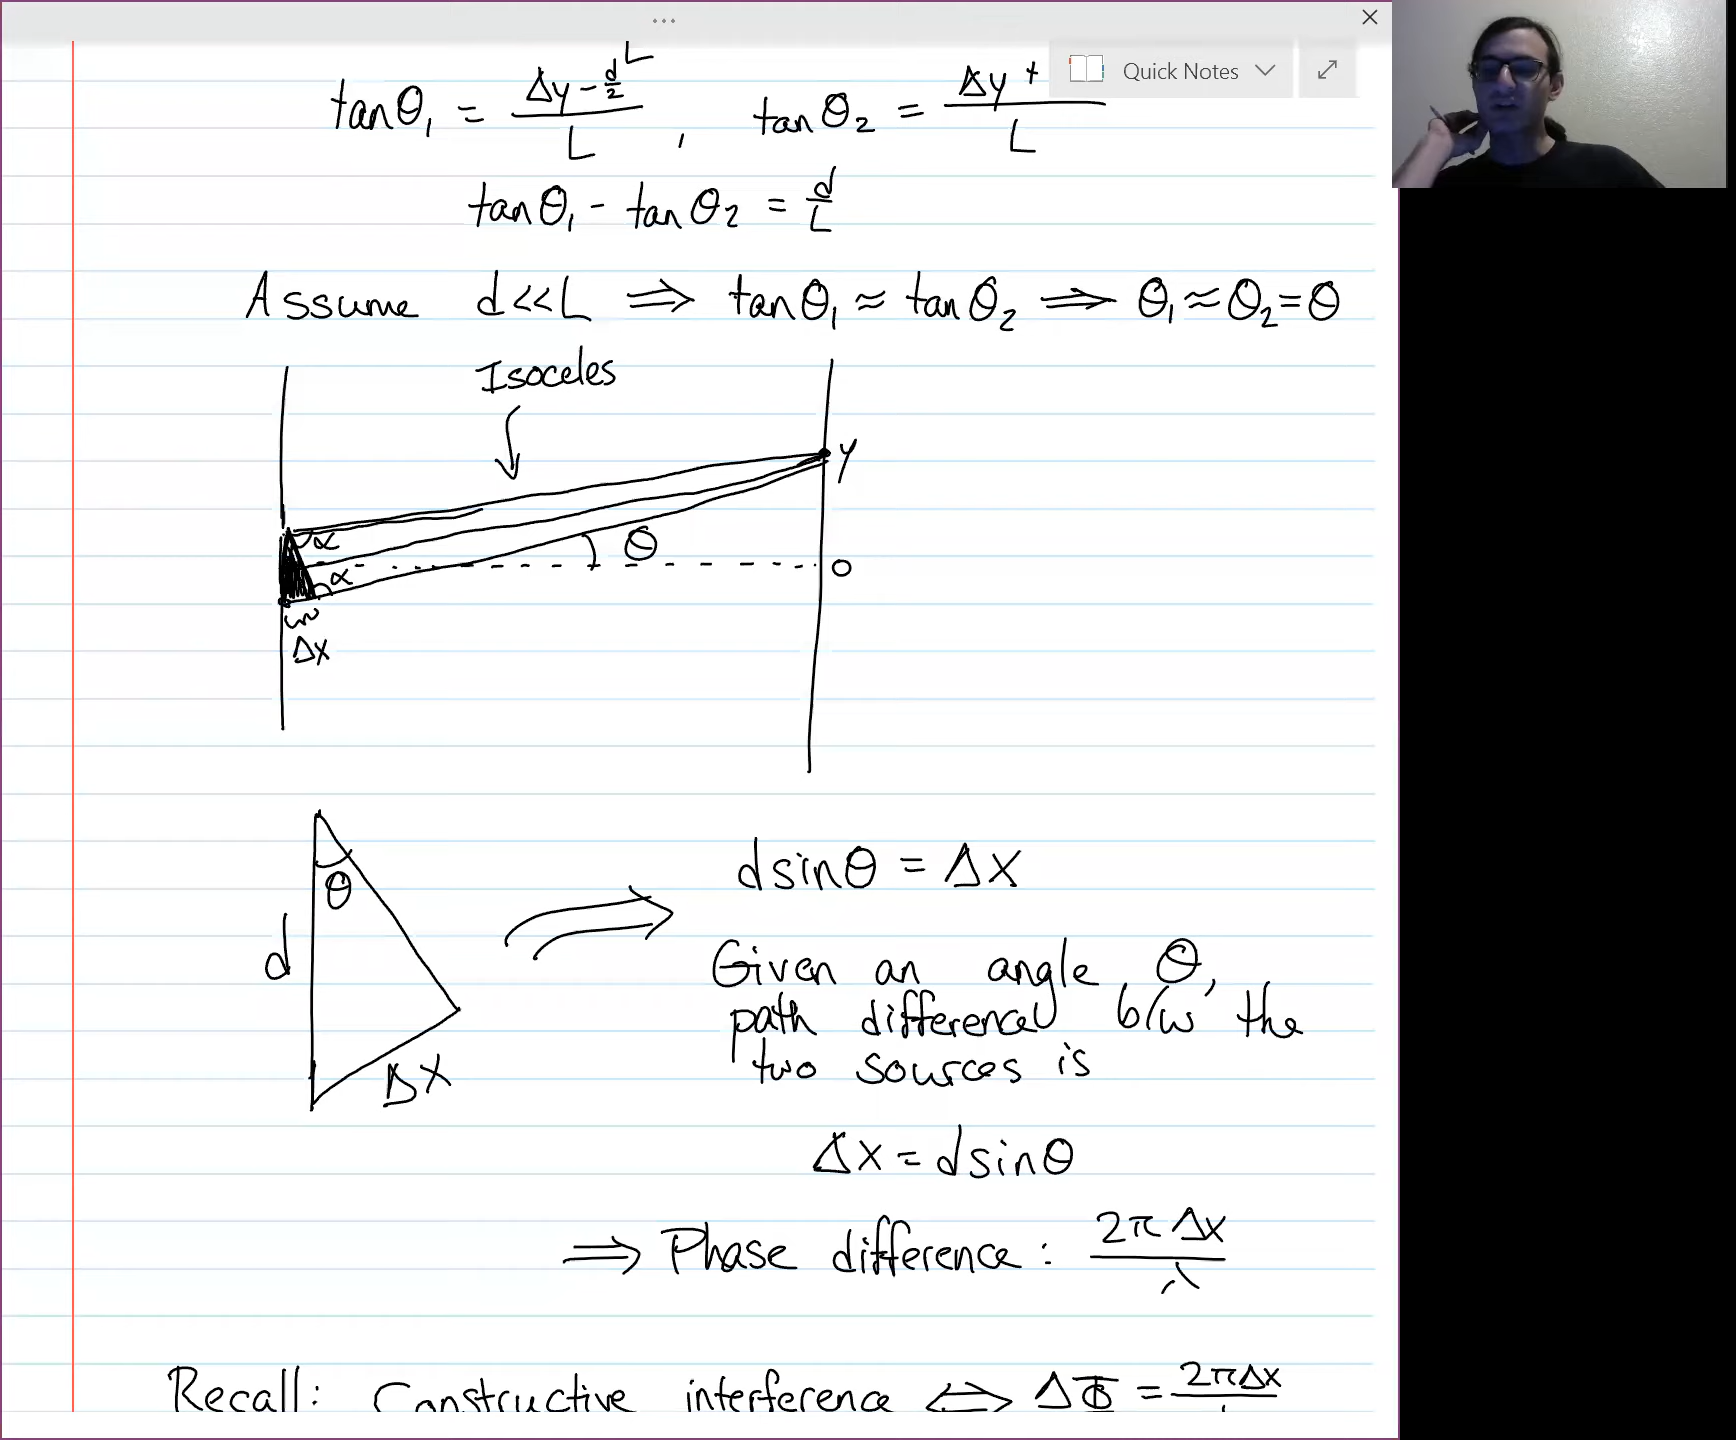 ...
Quick Notes
tanθ₁ = (Δy - d/2)/L , tanθ₂ = Δy + / L
L
tanθ₁ - tanθ₂ = d/L
Assume d<<L ⟹ tanθ₁ ≈ tanθ₂ ⟹ θ₁≈θ₂=θ
Isoceles
y
α
θ
α
O
Δx
θ
d
Δx
dsinθ = Δx
Given an angle θ,
path difference b/w the
two sources is
Δx = dsinθ
⟹ Phase difference : 2πΔx/λ
Recall: Constructive interference ⟺ ΔΦ = 2πΔx